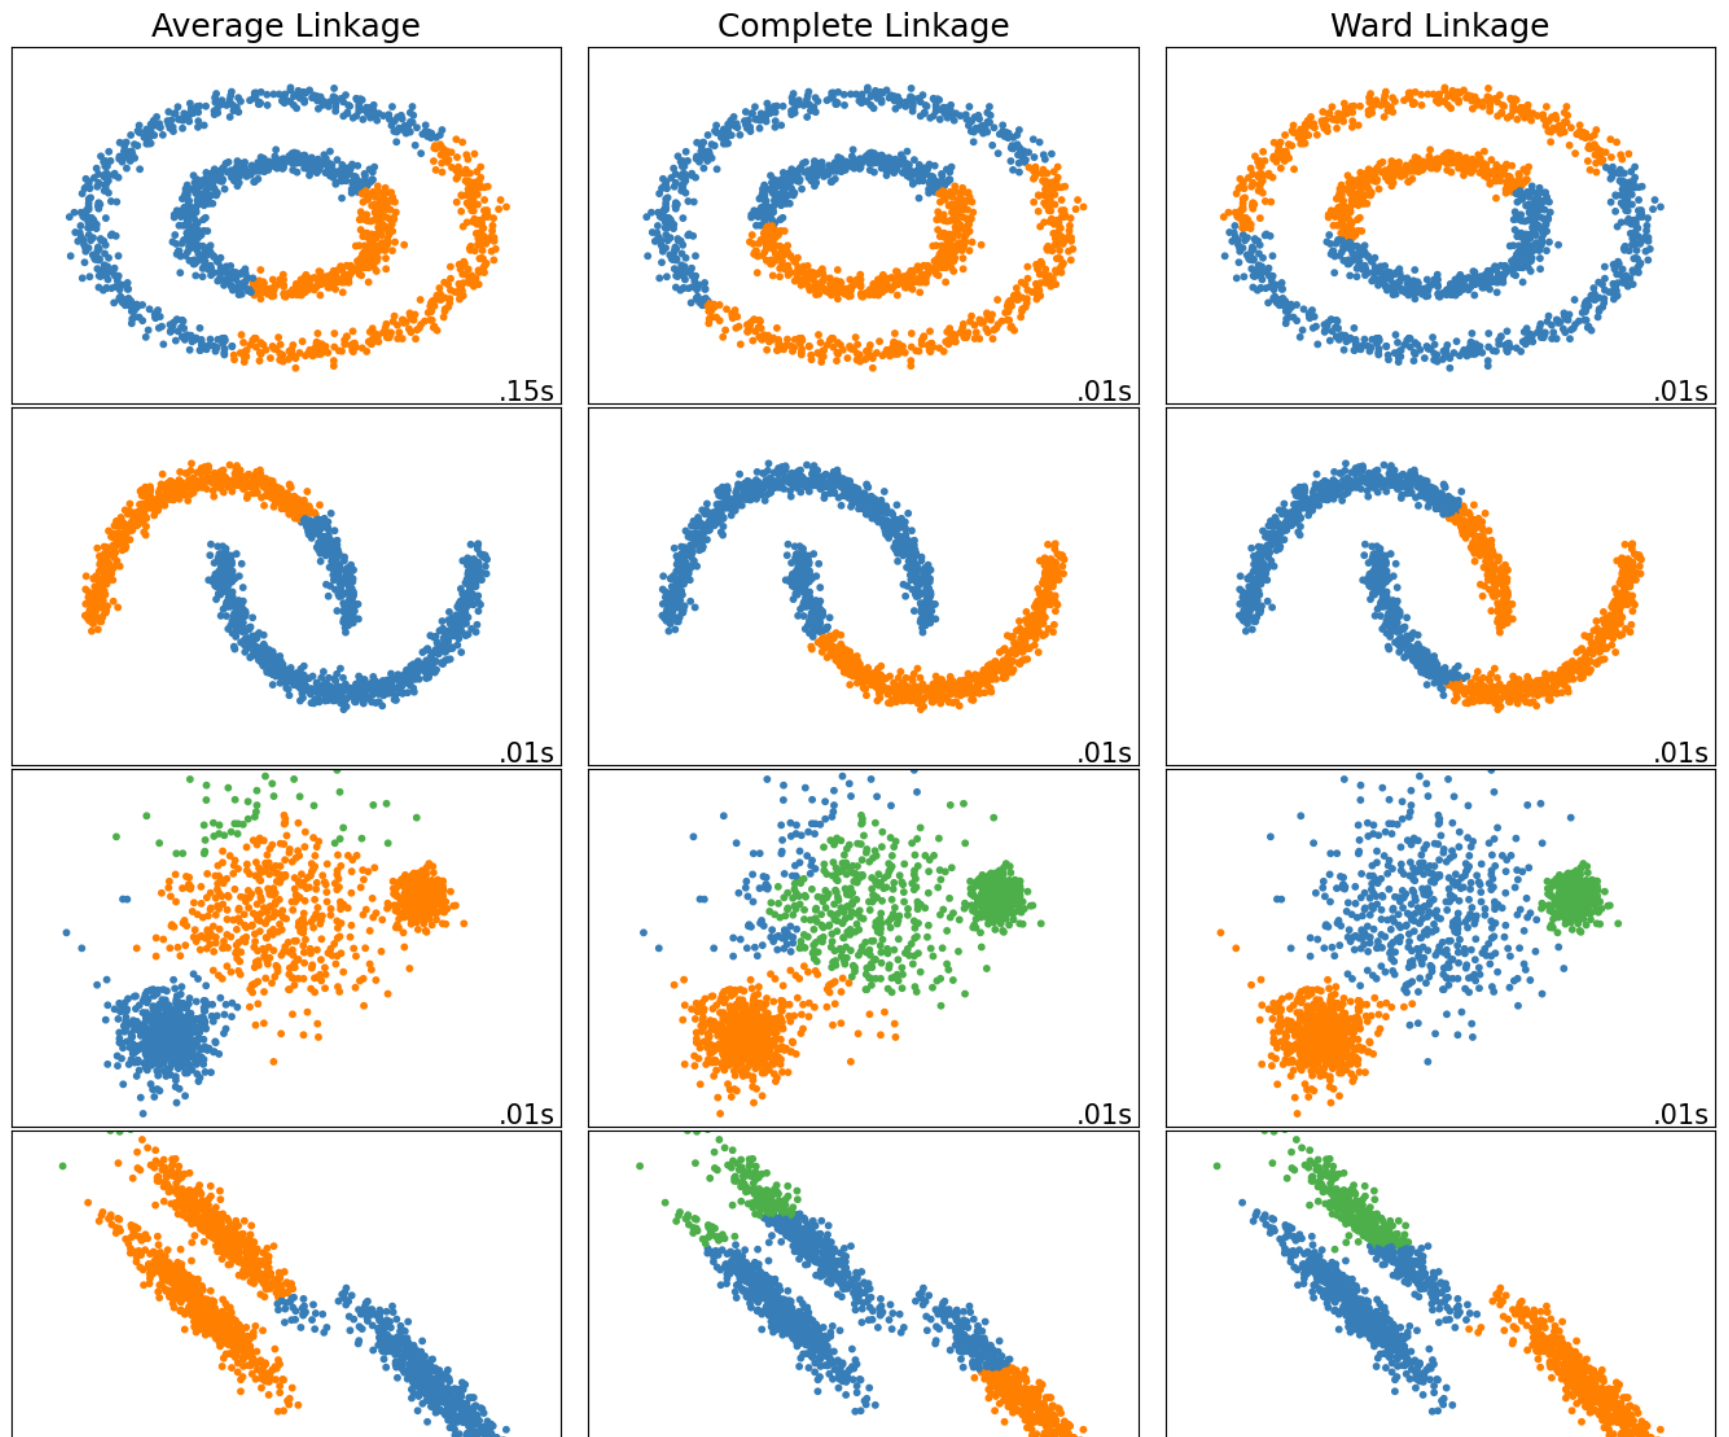 Average Linkage Complete Linkage Ward Linkage
.15s .01s .01s
.01s .01s .01s
.01s .01s .01s